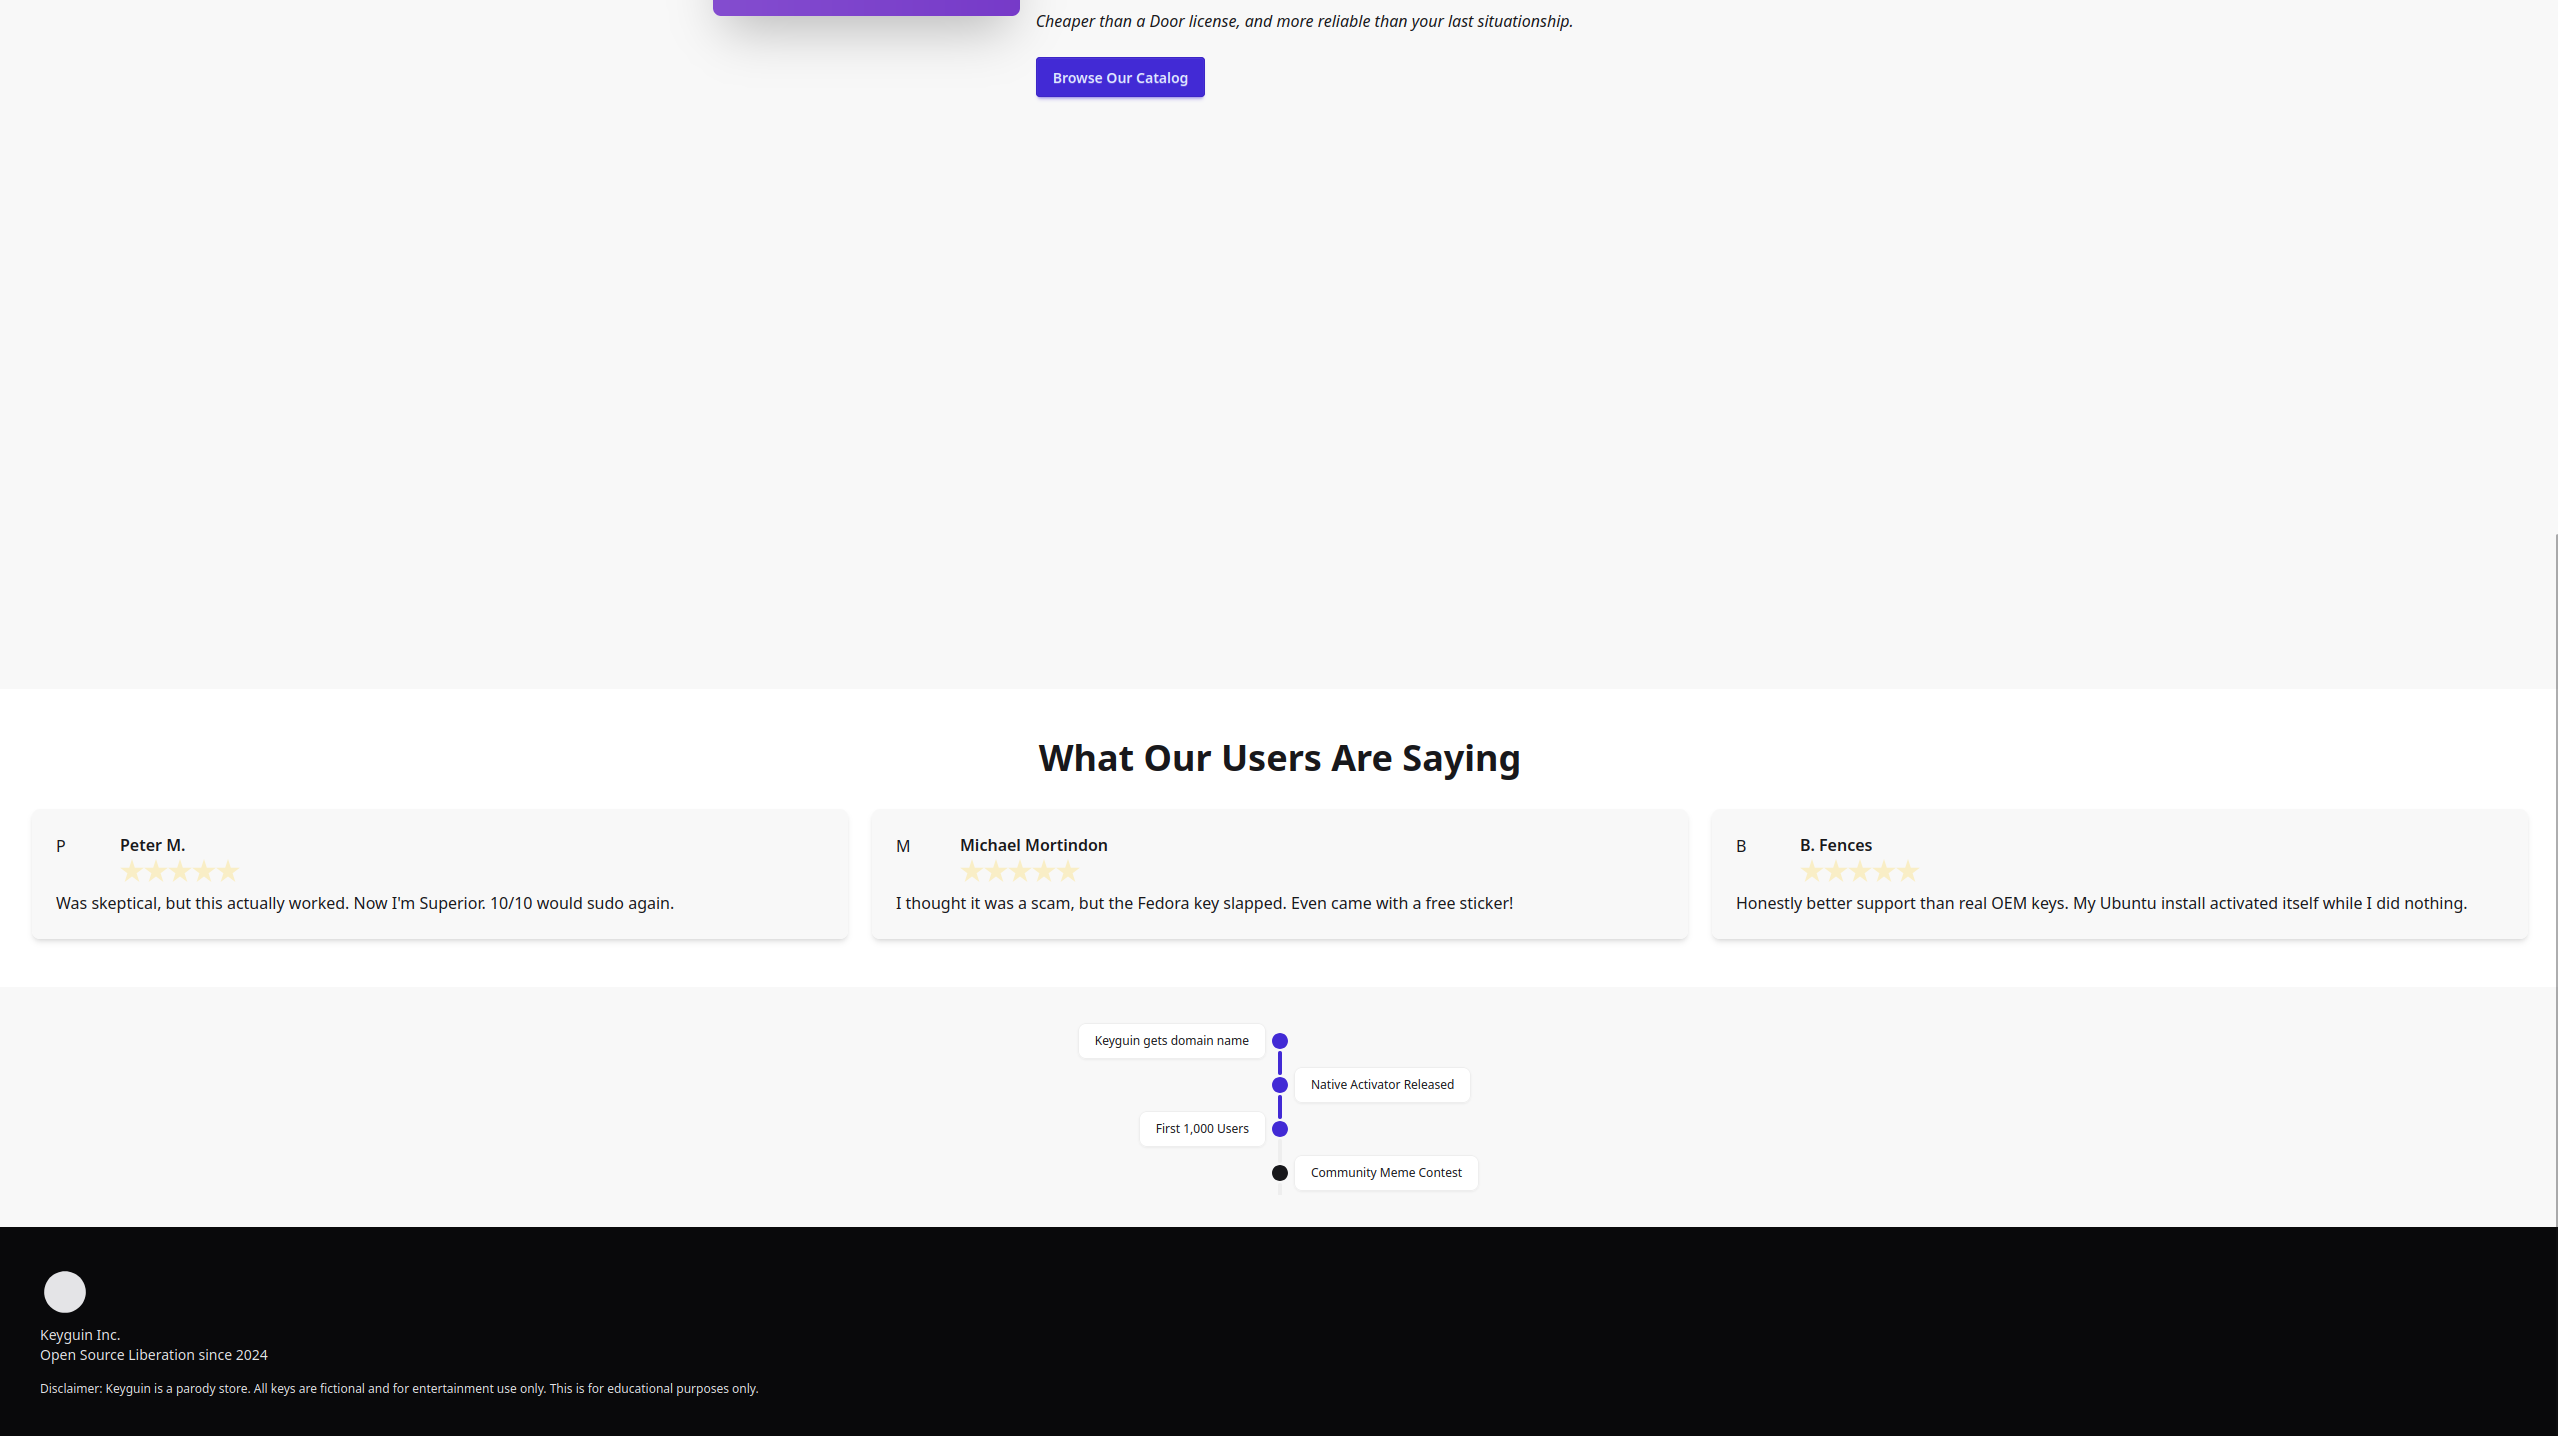 Cheaper than a Door license, and more reliable than your last situationship.
Browse Our Catalog
What Our Users Are Saying
P
Peter M.
Was skeptical, but this actually worked. Now I'm Superior. 10/10 would sudo again.
M
Michael Mortindon
I thought it was a scam, but the Fedora key slapped. Even came with a free sticker!
B
B. Fences
Honestly better support than real OEM keys. My Ubuntu install activated itself while I did nothing.
Keyguin gets domain name
Native Activator Released
First 1,000 Users
Community Meme Contest
Keyguin Inc.
Open Source Liberation since 2024
Disclaimer: Keyguin is a parody store. All keys are fictional and for entertainment use only. This is for educational purposes only.